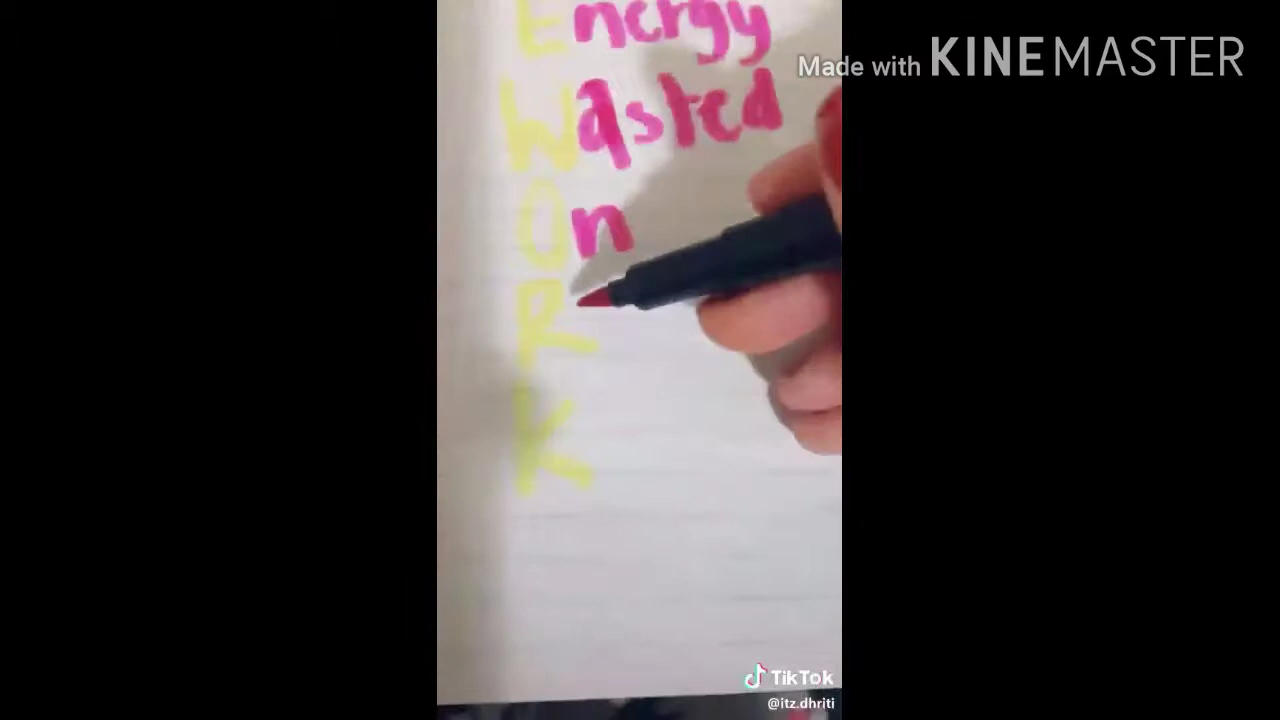 Energy
Made with KINEMASTER
Wasted
On
R
K
TikTok
@itz.dhriti